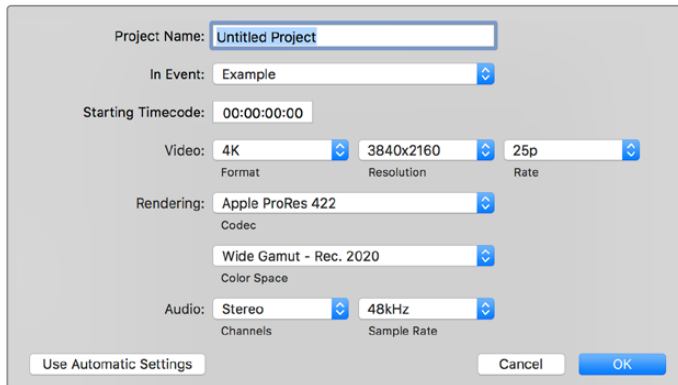 Project Name: Untitled Project
In Event: Example
Starting Timecode: 00:00:00:00
Video: 4K 3840x2160 25p
Format Resolution Rate
Rendering: Apple ProRes 422
Codec
Wide Gamut - Rec. 2020
Color Space
Audio: Stereo 48kHz
Channels Sample Rate
Use Automatic Settings Cancel OK